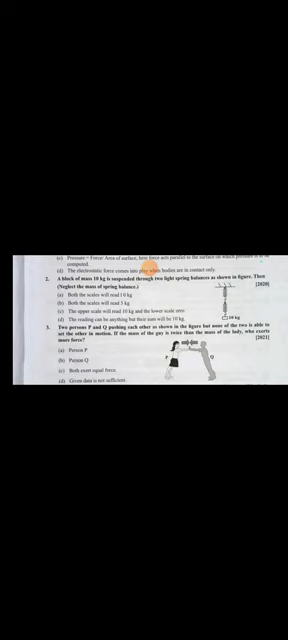 (c) Pressure = Force/ Area of surface, here force acts parallel to the surface on which pressure is to be
computed.
(d) The electrostatic force comes into play when bodies are in contact only.
2. A block of mass 10 kg is suspended through two light spring balances as shown in figure. Then
(Neglect the mass of spring balance.) [2020]
(a) Both the scales will read 10 kg
(b) Both the scales will read 5 kg
(c) The upper scale will read 10 kg and the lower scale zero
(d) The reading can be anything but their sum will be 10 kg.
10 kg
3. Two persons P and Q pushing each other as shown in the figure but none of the two is able to
set the other in motion. If the mass of the guy is twice than the mass of the lady, who exerts
more force? [2021]
(a) Person P
(b) Person Q
(c) Both exert equal force.
(d) Given data is not sufficient.
P
Q